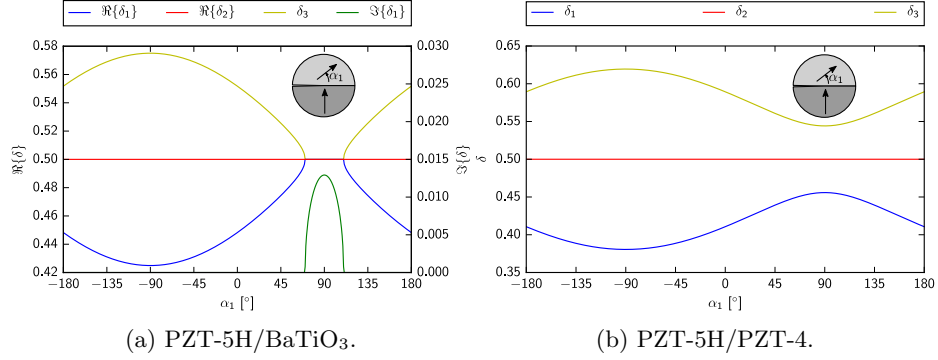 ℜ{δ₁} ℜ{δ₂} δ₃ ℑ{δ₁}
0.58 0.56 0.54 0.52 0.50 0.48 0.46 0.44 0.42
ℜ{δ}
α₁
0.030 0.025 0.020 0.015 0.010 0.005 0.000
ℑ{δ}
−180 −135 −90 −45 0 45 90 135 180
α₁ [°]
(a) PZT-5H/BaTiO₃.
δ₁ δ₂ δ₃
0.65 0.60 0.55 0.50 0.45 0.40 0.35
δ
α₁
−180 −135 −90 −45 0 45 90 135 180
α₁ [°]
(b) PZT-5H/PZT-4.